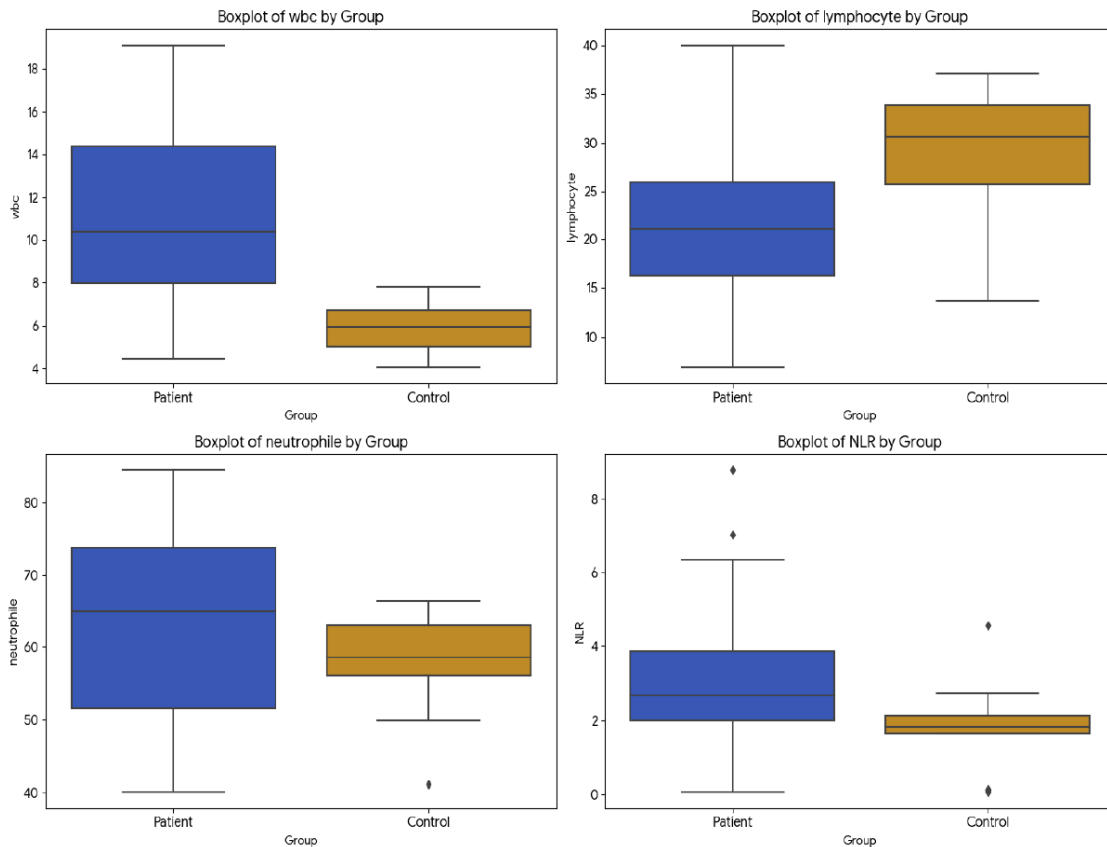 Boxplot of wbc by Group
18
16
14
12
10
8
6
4
wbc
Patient
Control
Group
Boxplot of lymphocyte by Group
40
35
30
25
20
15
10
lymphocyte
Patient
Control
Group
Boxplot of neutrophile by Group
80
70
60
50
40
neutrophile
Patient
Control
Group
Boxplot of NLR by Group
8
6
4
2
0
NLR
Patient
Control
Group